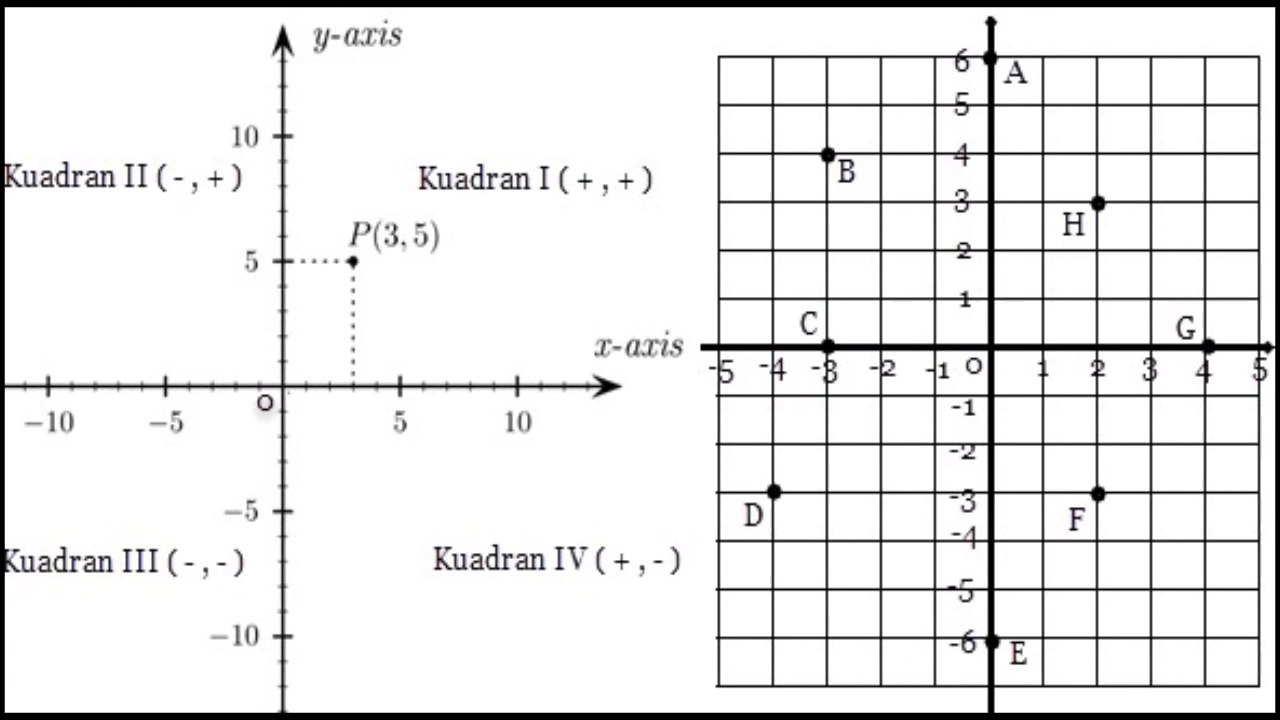 y-axis
10
Kuadran II ( - , + )
Kuadran I ( + , + )
P(3, 5)
5
x-axis
O
−10
−5
5
10
−5
Kuadran III ( - , - )
Kuadran IV ( + , - )
−10
6
A
5
4
B
3
H
2
1
C
G
-5 -4 -3 -2 -1 O 1 2 3 4 5
-1
-2
-3
D
F
-4
-5
-6
E